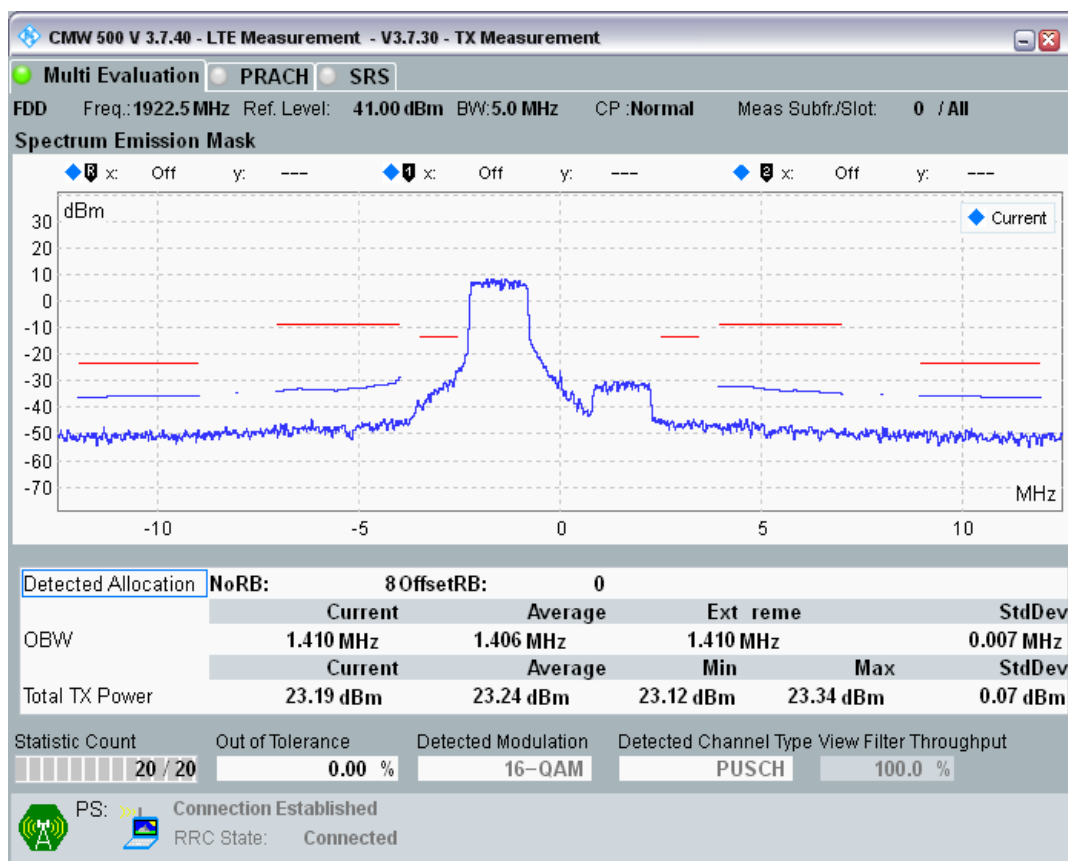 CMW 500 V 3.7.40 - LTE Measurement - V3.7.30 - TX Measurement
Multi Evaluation PRACH SRS
FDD Freq.: 1922.5 MHz Ref. Level: 41.00 dBm BW: 5.0 MHz CP : Normal Meas Subfr./Slot: 0 / All
Spectrum Emission Mask
R x: Off y: --- 1 x: Off y: --- 2 x: Off y: ---
dBm
Current
30
20
10
0
-10
-20
-30
-40
-50
-60
-70
MHz
-10 -5 0 5 10
Detected Allocation NoRB: 8 OffsetRB: 0
Current Average Ext reme StdDev
OBW 1.410 MHz 1.406 MHz 1.410 MHz 0.007 MHz
Current Average Min Max StdDev
Total TX Power 23.19 dBm 23.24 dBm 23.12 dBm 23.34 dBm 0.07 dBm
Statistic Count Out of Tolerance Detected Modulation Detected Channel Type View Filter Throughput
20 / 20 0.00 % 16-QAM PUSCH 100.0 %
PS: Connection Established
RRC State: Connected